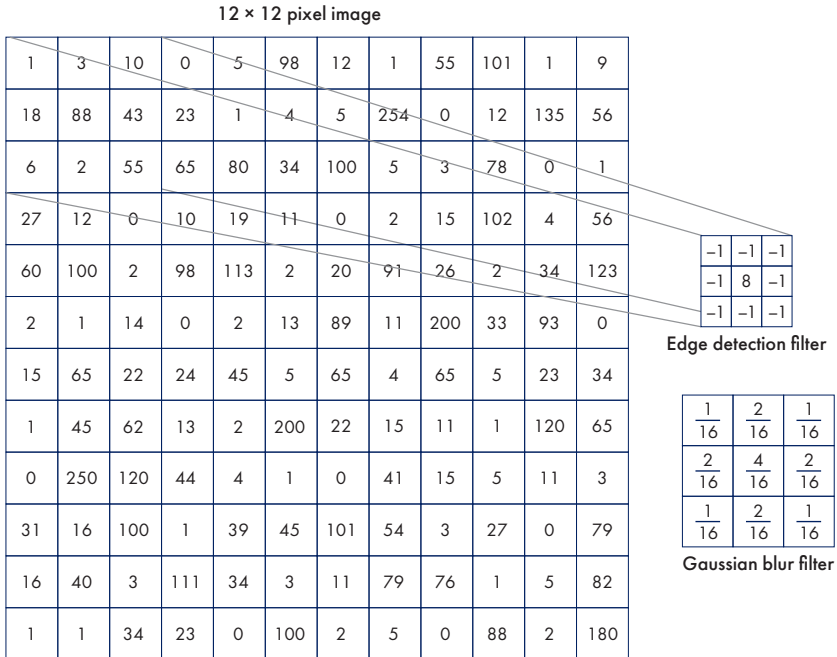 12 × 12 pixel image
1 3 10 0 5 98 12 1 55 101 1 9
18 88 43 23 1 4 5 254 0 12 135 56
6 2 55 65 80 34 100 5 3 78 0 1
27 12 0 10 19 11 0 2 15 102 4 56
60 100 2 98 113 2 20 91 26 2 34 123
2 1 14 0 2 13 89 11 200 33 93 0
15 65 22 24 45 5 65 4 65 5 23 34
1 45 62 13 2 200 22 15 11 1 120 65
0 250 120 44 4 1 0 41 15 5 11 3
31 16 100 1 39 45 101 54 3 27 0 79
16 40 3 111 34 3 11 79 76 1 5 82
1 1 34 23 0 100 2 5 0 88 2 180
–1 –1 –1
–1 8 –1
–1 –1 –1
Edge detection filter
1/16 2/16 1/16
2/16 4/16 2/16
1/16 2/16 1/16
Gaussian blur filter